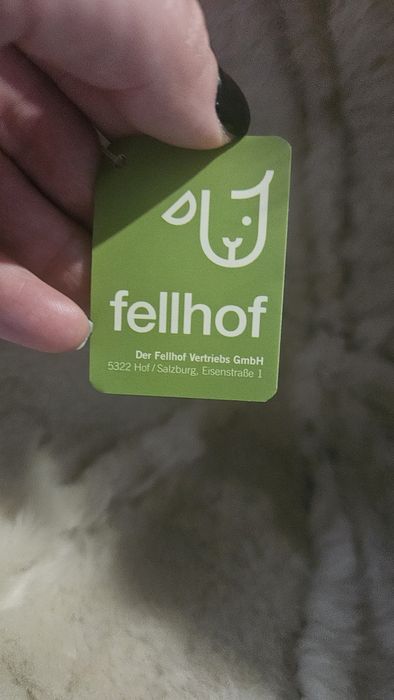 fellhof
Der Fellhof Vertriebs GmbH
5322 Hof / Salzburg, Eisenstraße 1